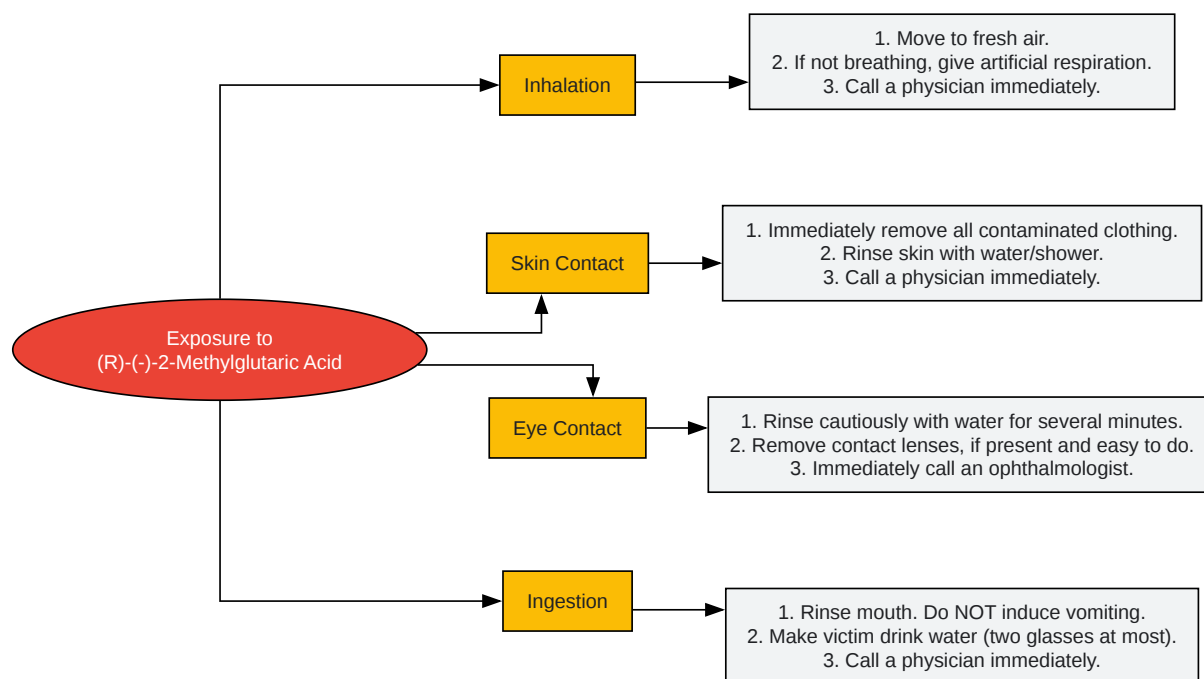 Inhalation
1. Move to fresh air.
2. If not breathing, give artificial respiration.
3. Call a physician immediately.
Skin Contact
1. Immediately remove all contaminated clothing.
2. Rinse skin with water/shower.
3. Call a physician immediately.
Exposure to
(R)-(-)-2-Methylglutaric Acid
Eye Contact
1. Rinse cautiously with water for several minutes.
2. Remove contact lenses, if present and easy to do.
3. Immediately call an ophthalmologist.
Ingestion
1. Rinse mouth. Do NOT induce vomiting.
2. Make victim drink water (two glasses at most).
3. Call a physician immediately.